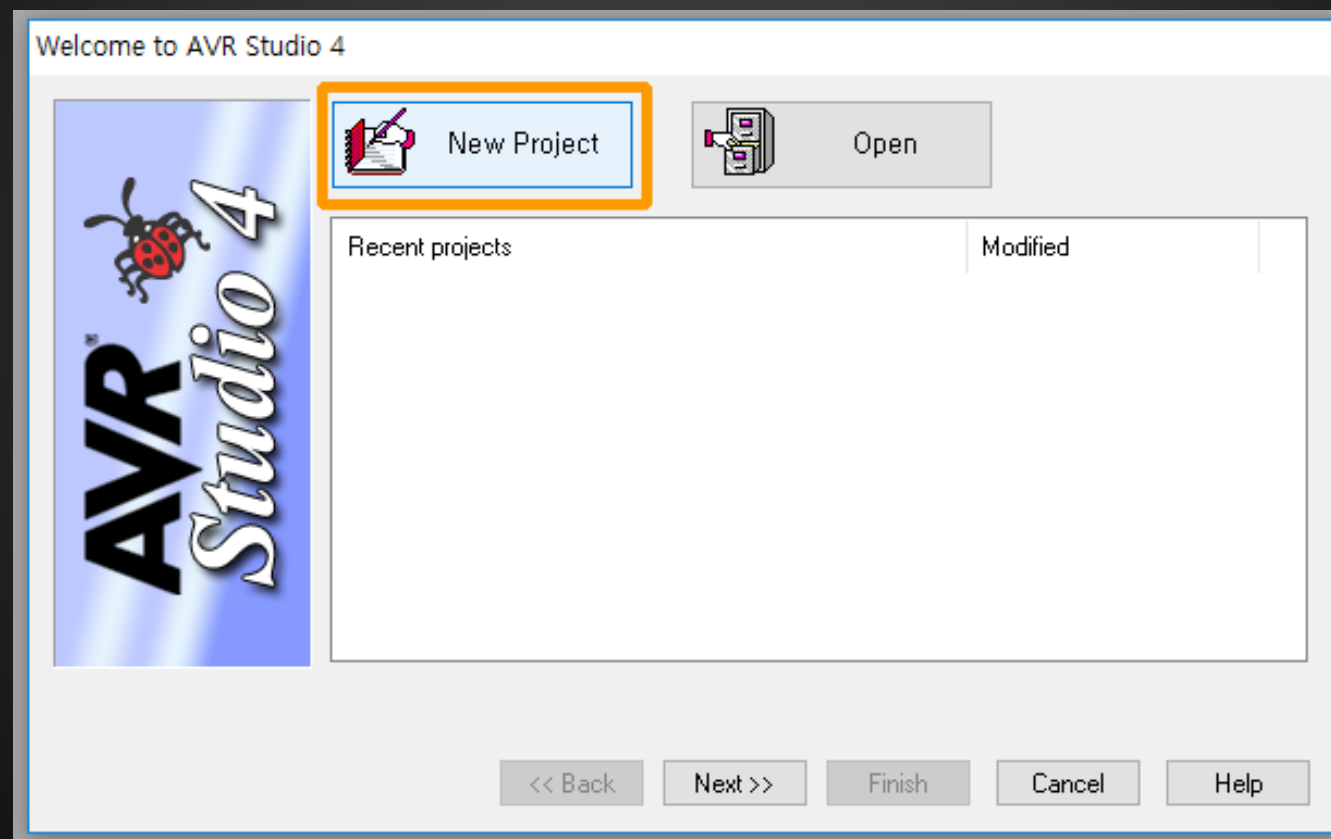 Welcome to AVR Studio 4
New Project
Open
AVR®
Studio 4
Recent projects
Modified
<< Back
Next >>
Finish
Cancel
Help